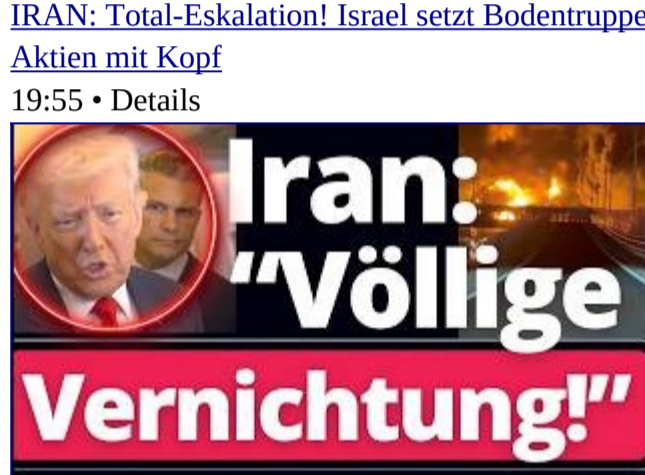 IRAN: Total-Eskalation! Israel setzt Bodentruppe
Aktien mit Kopf
19:55 • Details
Iran:
“Völlige
Vernichtung!”